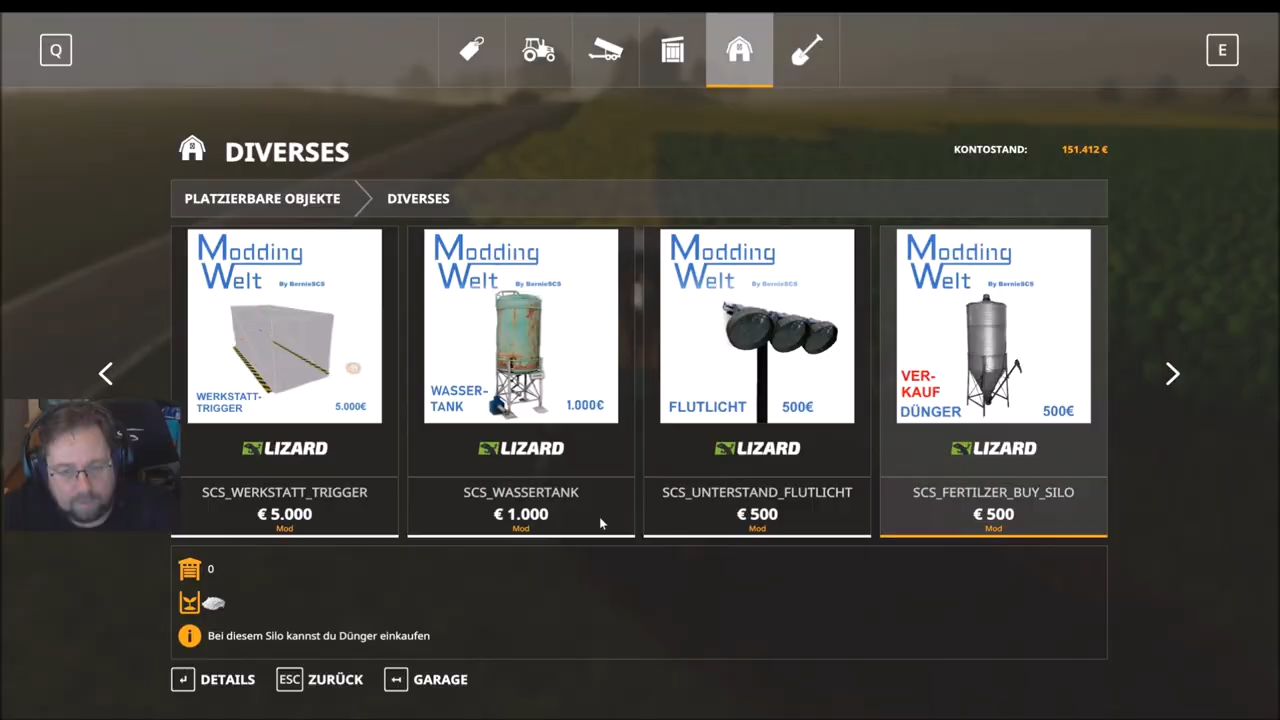 Q
E
DIVERSES
KONTOSTAND: 151.412 €
PLATZIERBARE OBJEKTE DIVERSES
Modding Welt By BernieSCS
WERKSTATT-
TRIGGER 5.000€
LIZARD
SCS_WERKSTATT_TRIGGER
€ 5.000
Mod
Modding Welt By BernieSCS
WASSER-
TANK 1.000€
LIZARD
SCS_WASSERTANK
€ 1.000
Mod
Modding Welt By BernieSCS
FLUTLICHT 500€
LIZARD
SCS_UNTERSTAND_FLUTLICHT
€ 500
Mod
Modding Welt By BernieSCS
VER-
KAUF
DÜNGER 500€
LIZARD
SCS_FERTILZER_BUY_SILO
€ 500
Mod
0
Bei diesem Silo kannst du Dünger einkaufen
DETAILS ESC ZURÜCK GARAGE